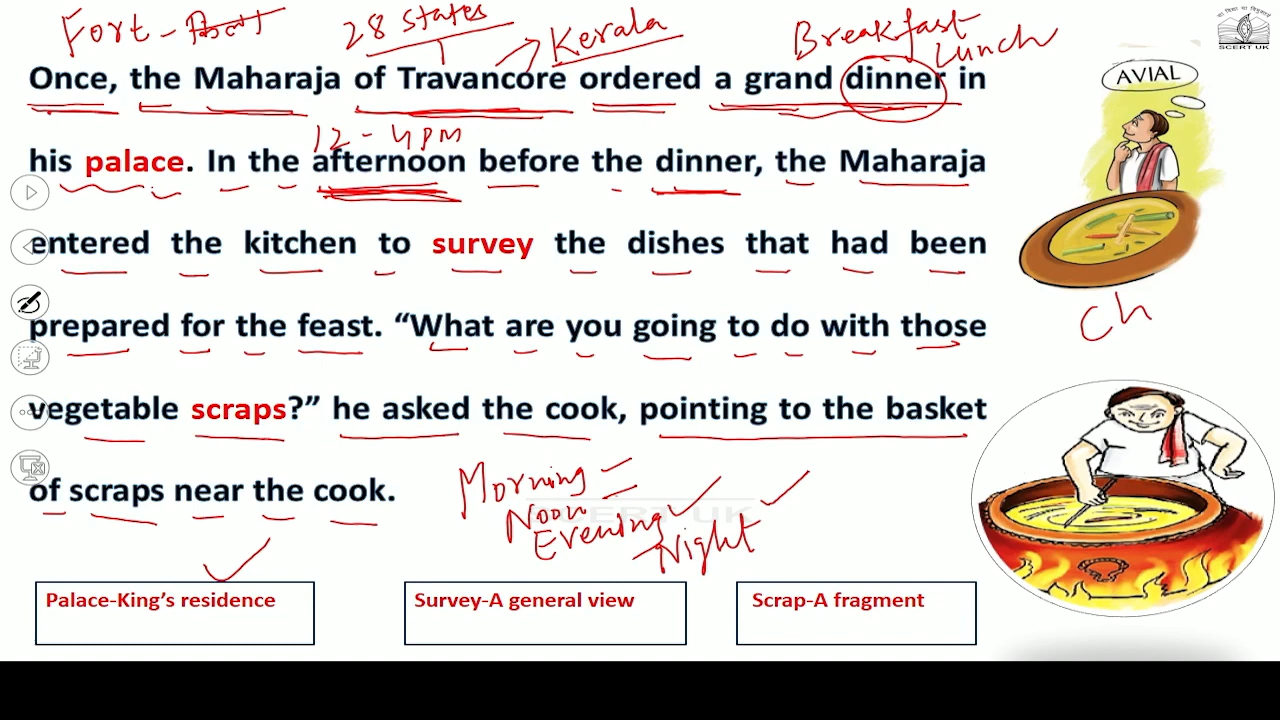 Fort -
28 states
Kerala
Breakfast
Lunch
Once, the Maharaja of Travancore ordered a grand dinner in
12 - 4 PM
his palace. In the afternoon before the dinner, the Maharaja
entered the kitchen to survey the dishes that had been
prepared for the feast. “What are you going to do with those
vegetable scraps?” he asked the cook, pointing to the basket
of scraps near the cook.
Morning
Noon
Evening
Night
Palace-King’s residence
Survey-A general view
Scrap-A fragment
AVIAL
Ch
SCERT UK
SCERT UK